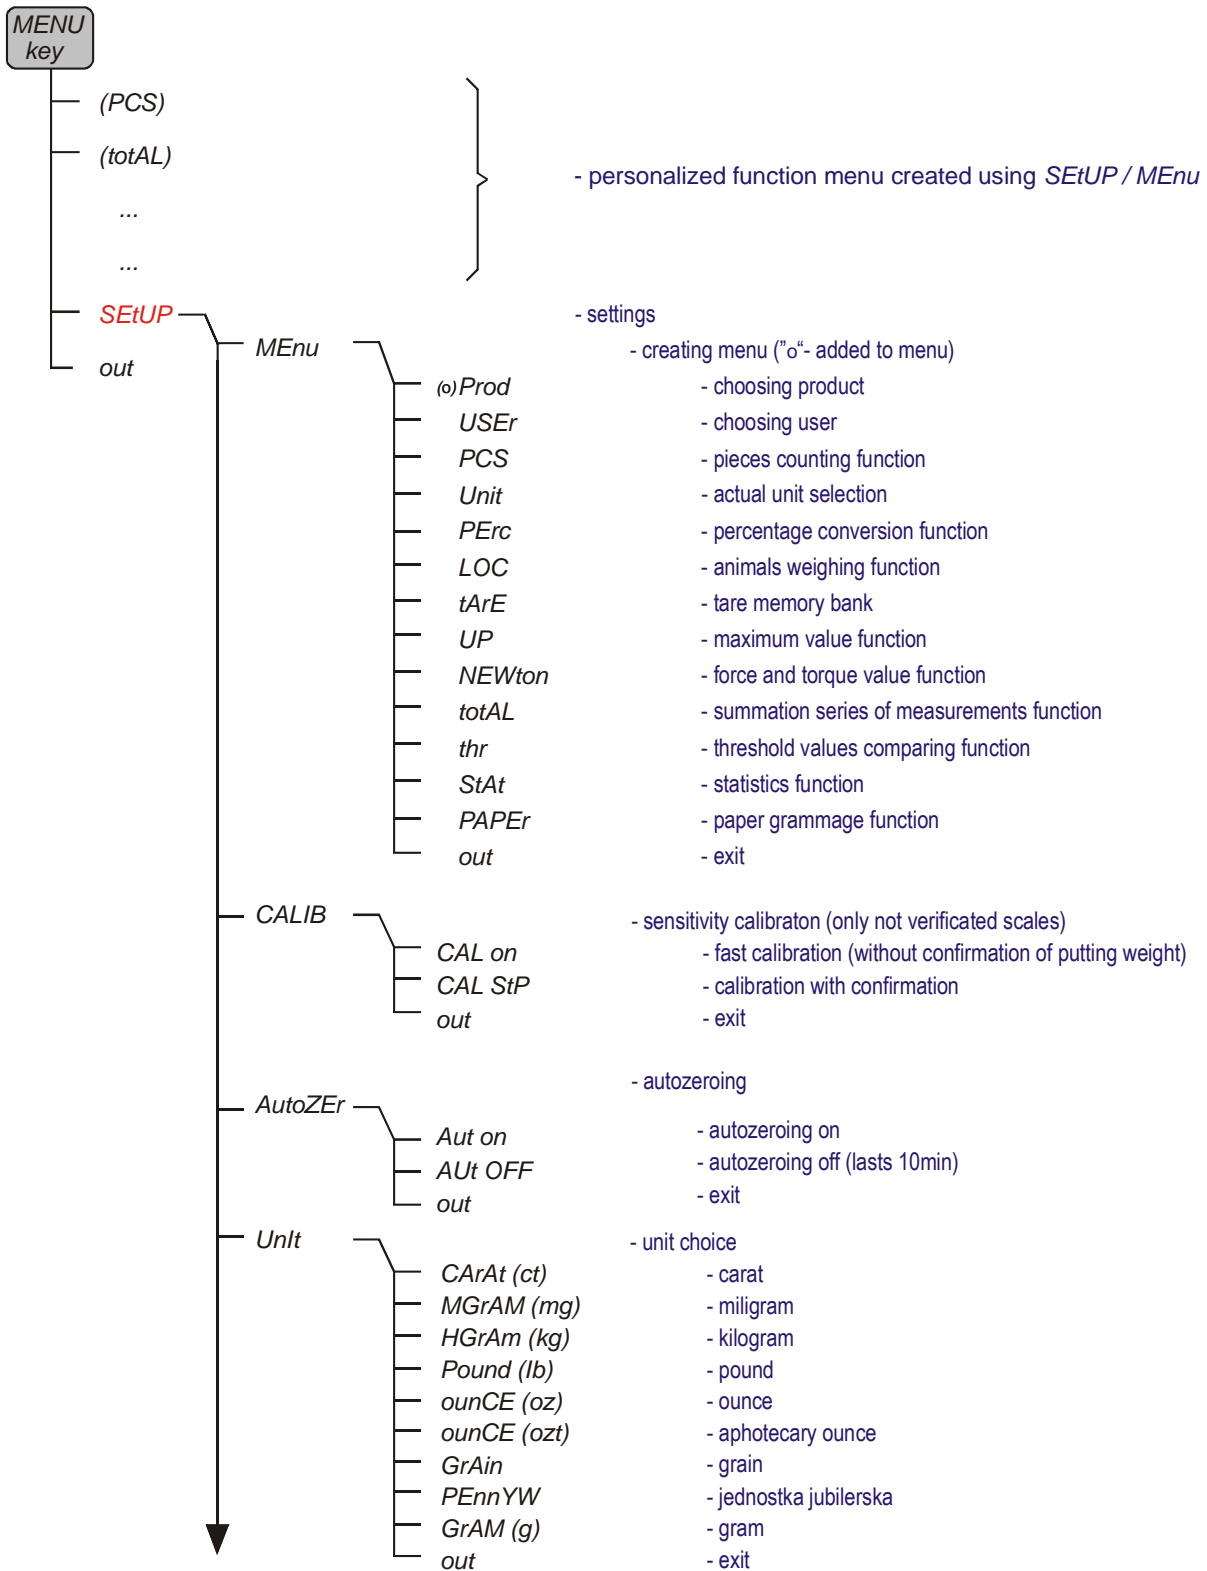 MENU
key
(PCS)
(totAL)
- personalized function menu created using SEtUP / MEnu
...
...
SEtUP - settings
MEnu - creating menu ("o"- added to menu)
out
(o) Prod - choosing product
USEr - choosing user
PCS - pieces counting function
Unit - actual unit selection
PErc - percentage conversion function
LOC - animals weighing function
tArE - tare memory bank
UP - maximum value function
NEWton - force and torque value function
totAL - summation series of measurements function
thr - threshold values comparing function
StAt - statistics function
PAPEr - paper grammage function
out - exit
CALIB - sensitivity calibraton (only not verificated scales)
CAL on - fast calibration (without confirmation of putting weight)
CAL StP - calibration with confirmation
out - exit
AutoZEr - autozeroing
Aut on - autozeroing on
AUt OFF - autozeroing off (lasts 10min)
out - exit
UnIt - unit choice
CArAt (ct) - carat
MGrAM (mg) - miligram
HGrAm (kg) - kilogram
Pound (lb) - pound
ounCE (oz) - ounce
ounCE (ozt) - aphotecary ounce
GrAin - grain
PEnnYW - jednostka jubilerska
GrAM (g) - gram
out - exit